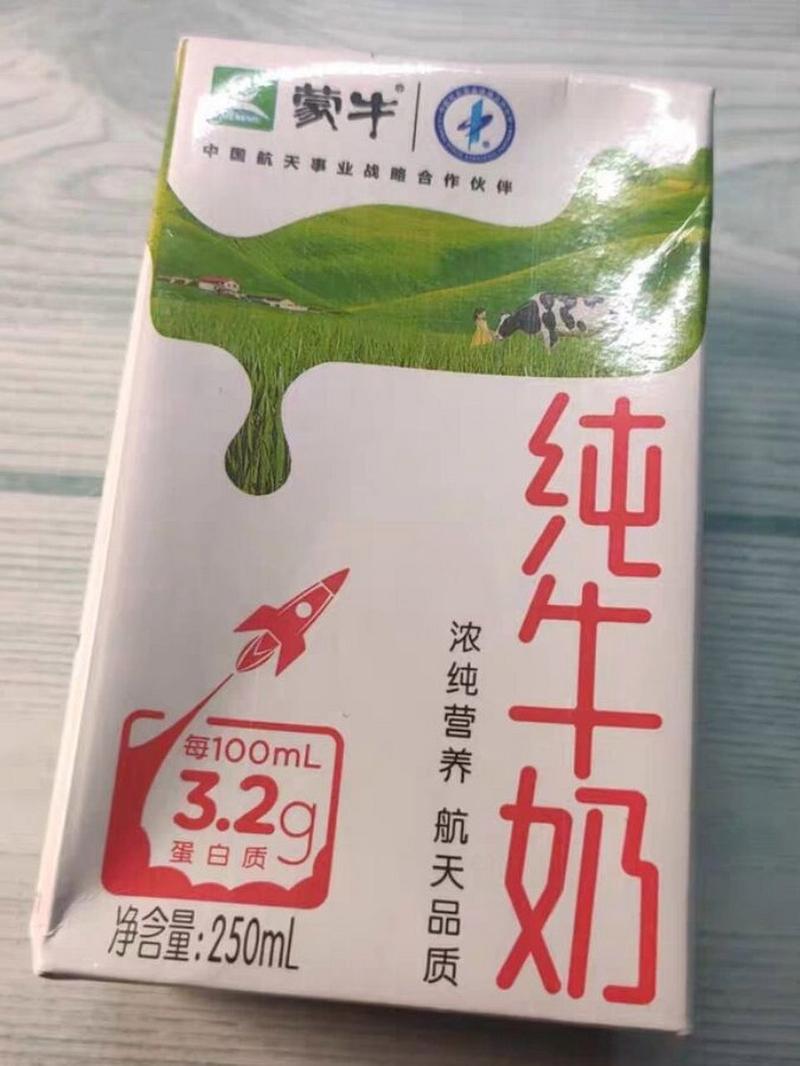 蒙牛®
中国航天事业战略合作伙伴
纯牛奶
浓纯营养 航天品质
每100mL
3.2g
蛋白质
净含量:250mL